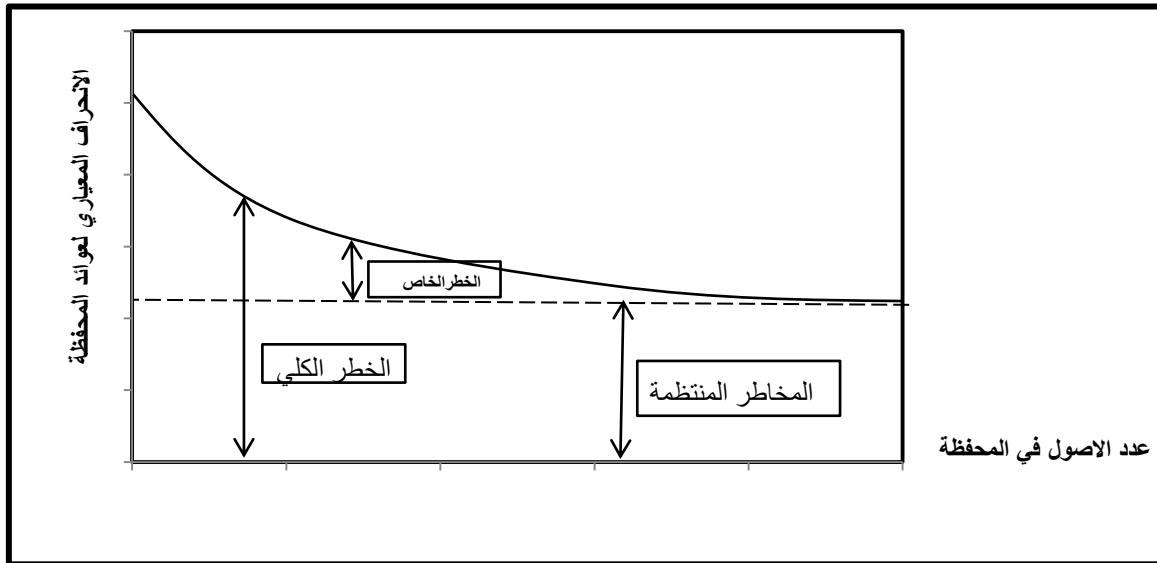 الانحراف المعياري لعوائد المحفظة
الخطرالخاص
الخطر الكلي
المخاطر المنتظمة
عدد الاصول في المحفظة